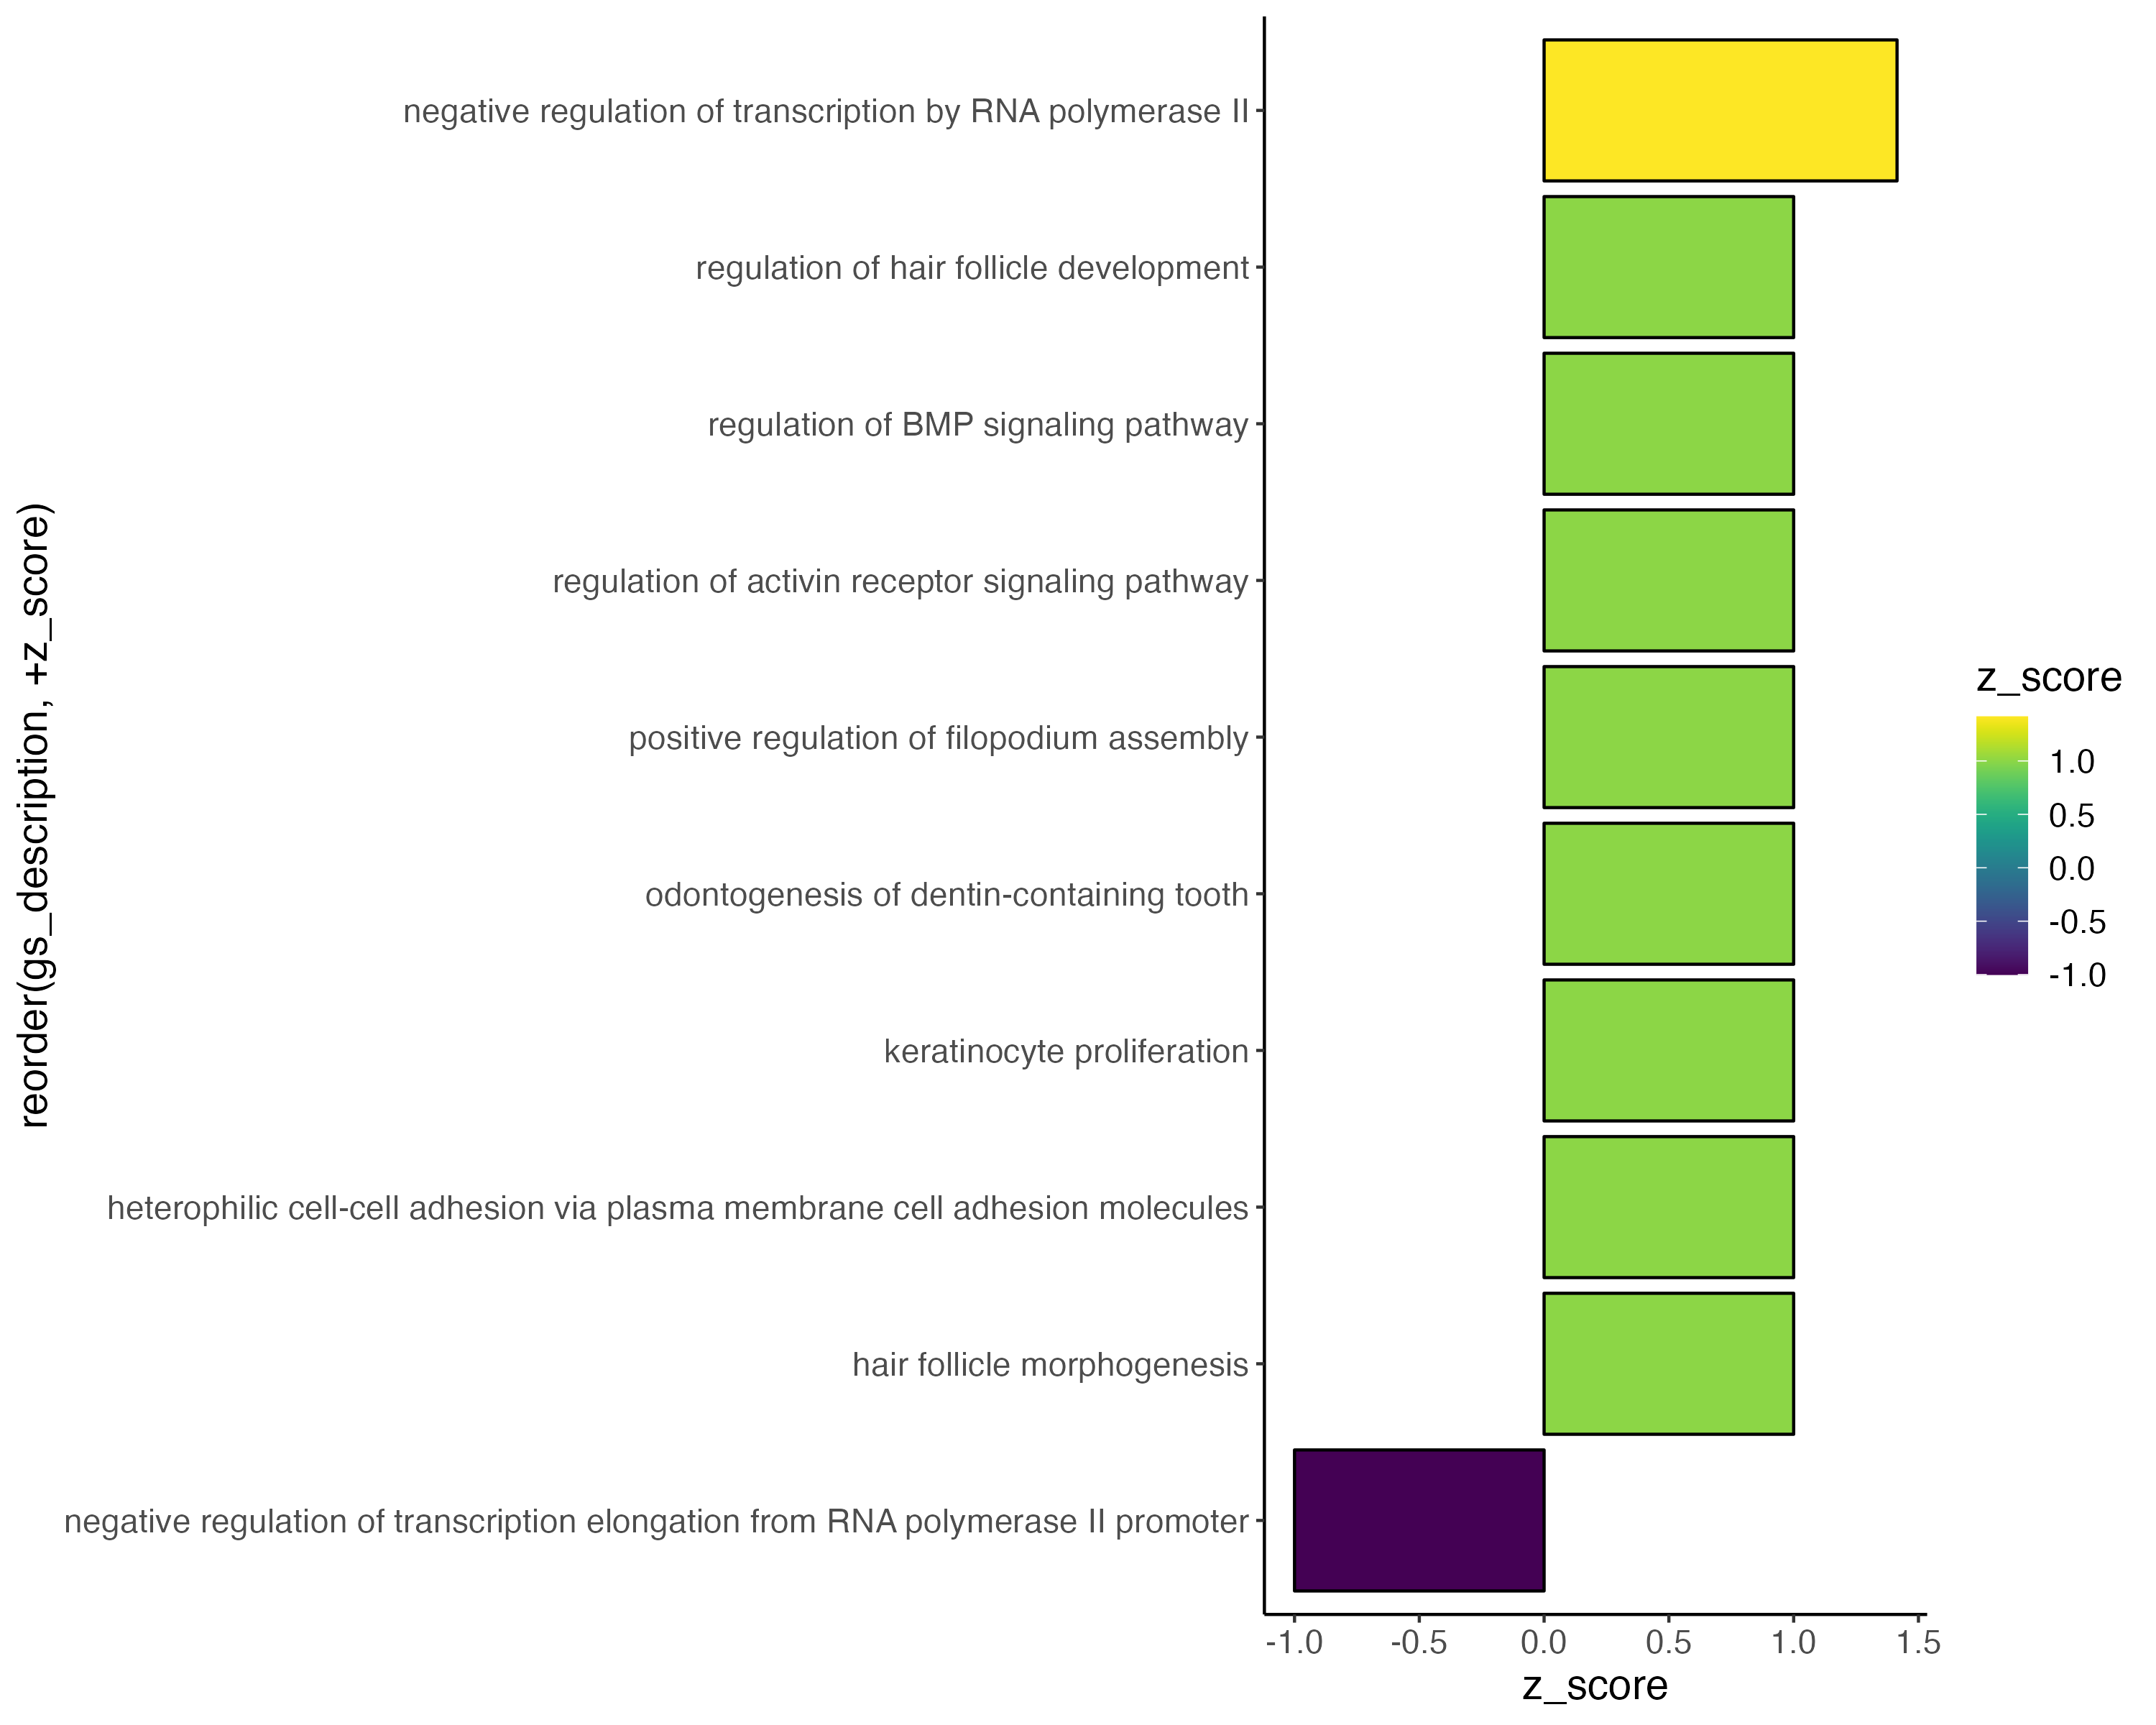 reorder(gs_description, +z_score)
negative regulation of transcription by RNA polymerase II
regulation of hair follicle development
regulation of BMP signaling pathway
regulation of activin receptor signaling pathway
positive regulation of filopodium assembly
odontogenesis of dentin-containing tooth
keratinocyte proliferation
heterophilic cell-cell adhesion via plasma membrane cell adhesion molecules
hair follicle morphogenesis
negative regulation of transcription elongation from RNA polymerase II promoter
-1.0 -0.5 0.0 0.5 1.0 1.5
z_score
z_score
1.0
0.5
0.0
-0.5
-1.0